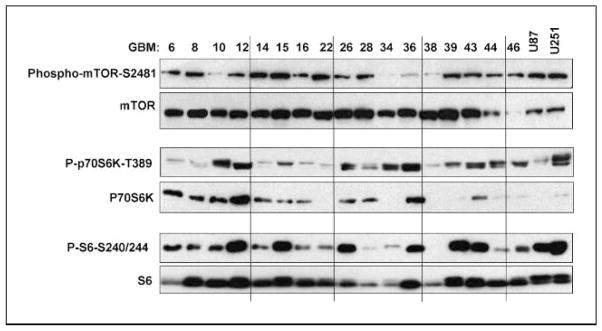 GBM: 6 8 10 12 14 15 16 22 26 28 34 36 38 39 43 44 46 U87 U251
Phospho-mTOR-S2481
mTOR
P-p70S6K-T389
P70S6K
P-S6-S240/244
S6